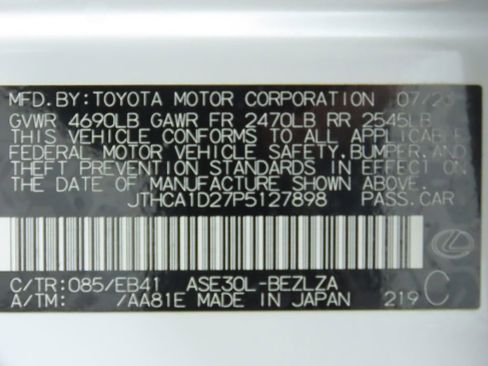 MFD.BY:TOYOTA MOTOR CORPORATION 07/23
GVWR 4690LB GAWR FR 2470LB RR 2545LB
THIS VEHICLE CONFORMS TO ALL APPLICABLE
FEDERAL MOTOR VEHICLE SAFETY, BUMPER, AND
THEFT PREVENTION STANDARDS IN EFFECT ON
THE DATE OF MANUFACTURE SHOWN ABOVE.
JTHCA1D27P5127898 PASS.CAR
C/TR:085/EB41 ASE30L-BEZLZA
A/TM: /AA81E MADE IN JAPAN 219 C